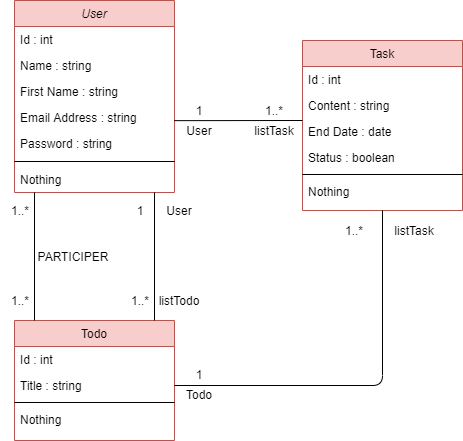 User
Id : int
Name : string
First Name : string
Email Address : string
Password : string
Nothing
1
1..*
User
listTask
Task
Id : int
Content : string
End Date : date
Status : boolean
Nothing
1..*
1
User
1..*
listTask
PARTICIPER
1..*
1..*
listTodo
Todo
Id : int
Title : string
Nothing
1
Todo